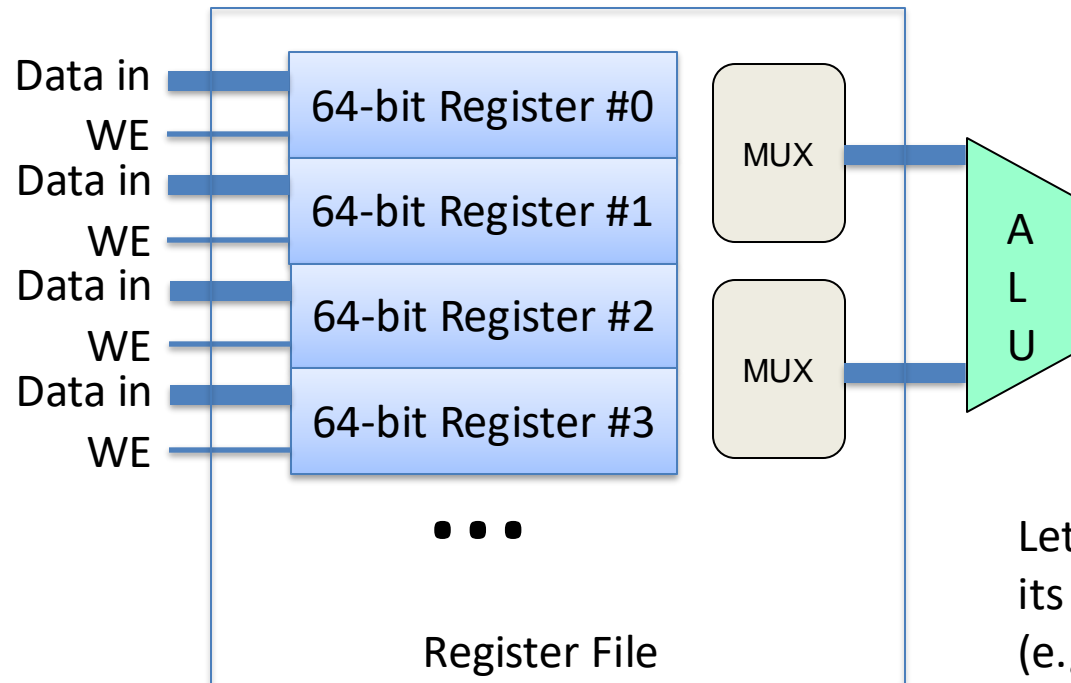 Data in
64-bit Register #0
WE
MUX
Data in
64-bit Register #1
WE
A
L
U
Data in
64-bit Register #2
WE
MUX
Data in
64-bit Register #3
WE
...
Let
its
(e.
Register File